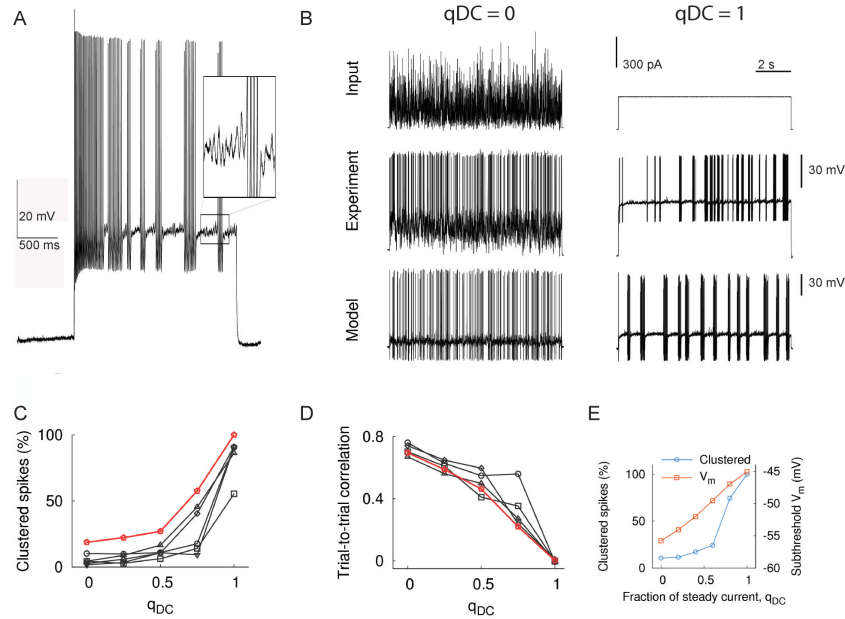 A
20 mV
500 ms
B
qDC = 0
qDC = 1
Input
300 pA
2 s
Experiment
30 mV
Model
30 mV
C
Clustered spikes (%)
100
50
0
0
0.5
1
qDC
D
Trial-to-trial correlation
0.8
0.4
0
0
0.5
1
qDC
E
Clustered
Vm
Clustered spikes (%)
100
50
0
-45
-50
-55
-60
Subthreshold Vm (mV)
0.0
0.5
1.0
Fraction of steady current, qDC